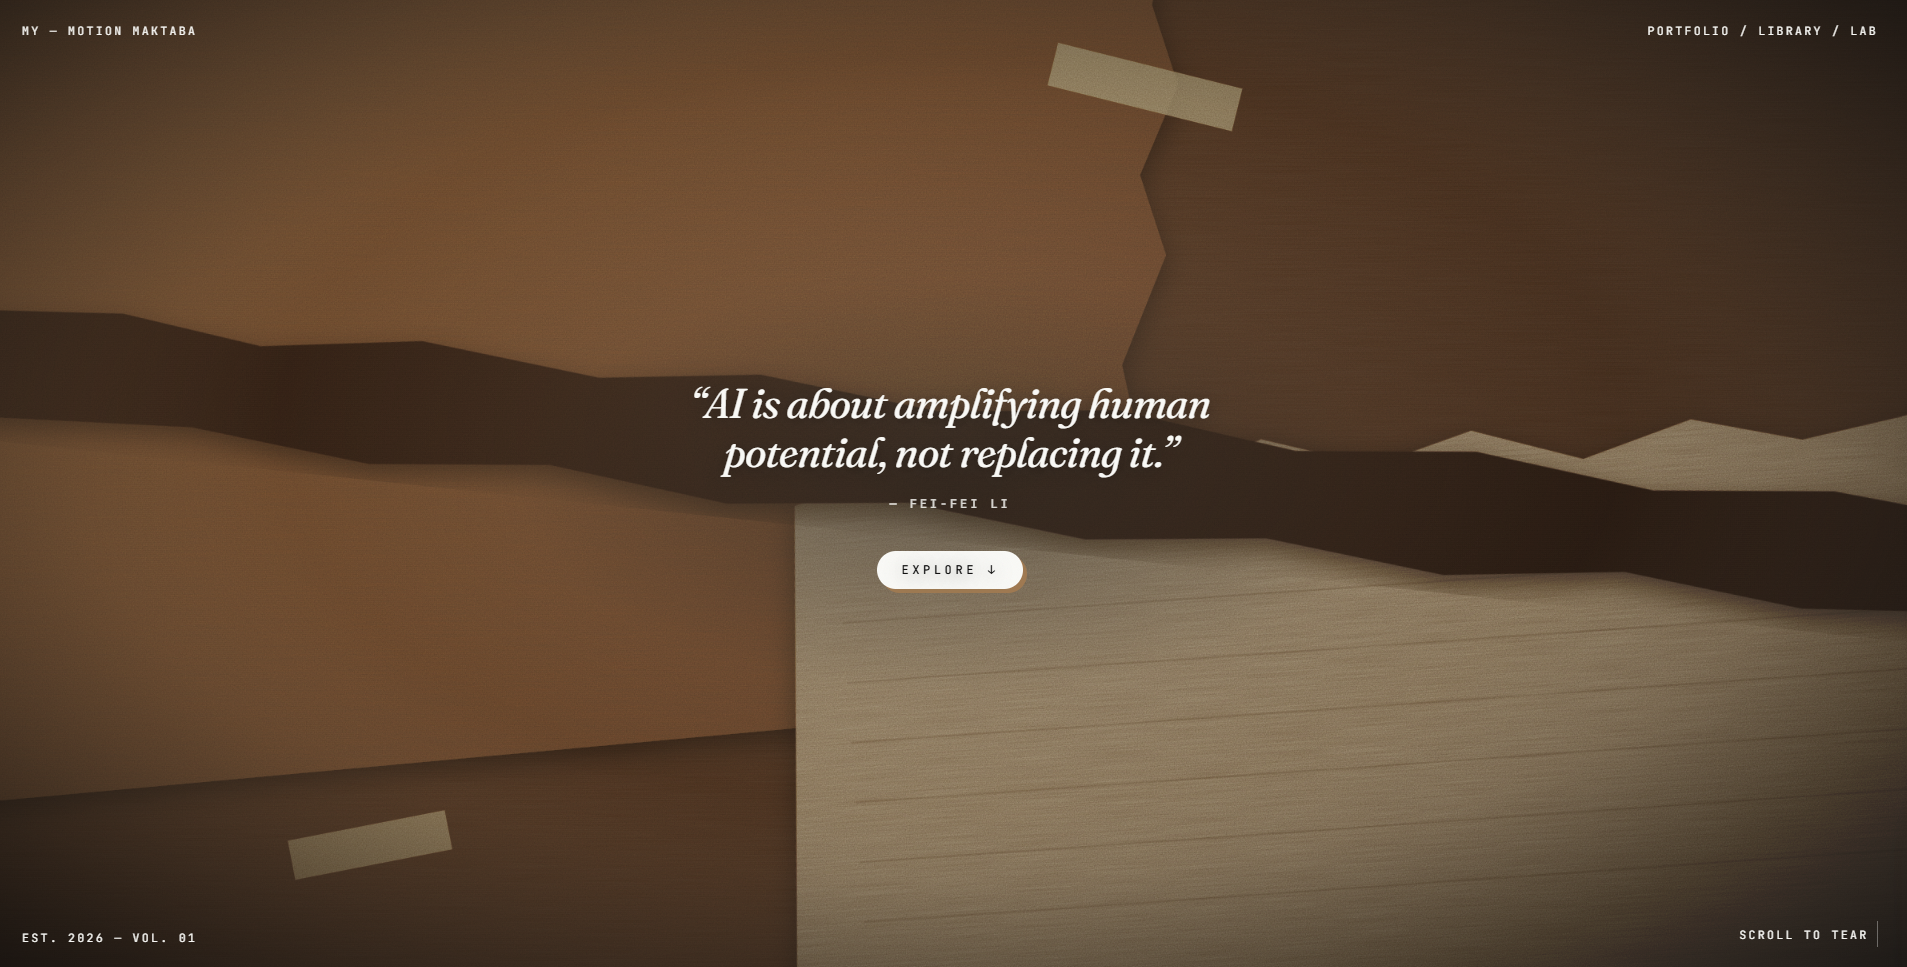 MY — MOTION MAKTABA
PORTFOLIO / LIBRARY / LAB
“AI is about amplifying human
potential, not replacing it.”
— FEI-FEI LI
EXPLORE ↓
EST. 2026 — VOL. 01
SCROLL TO TEAR